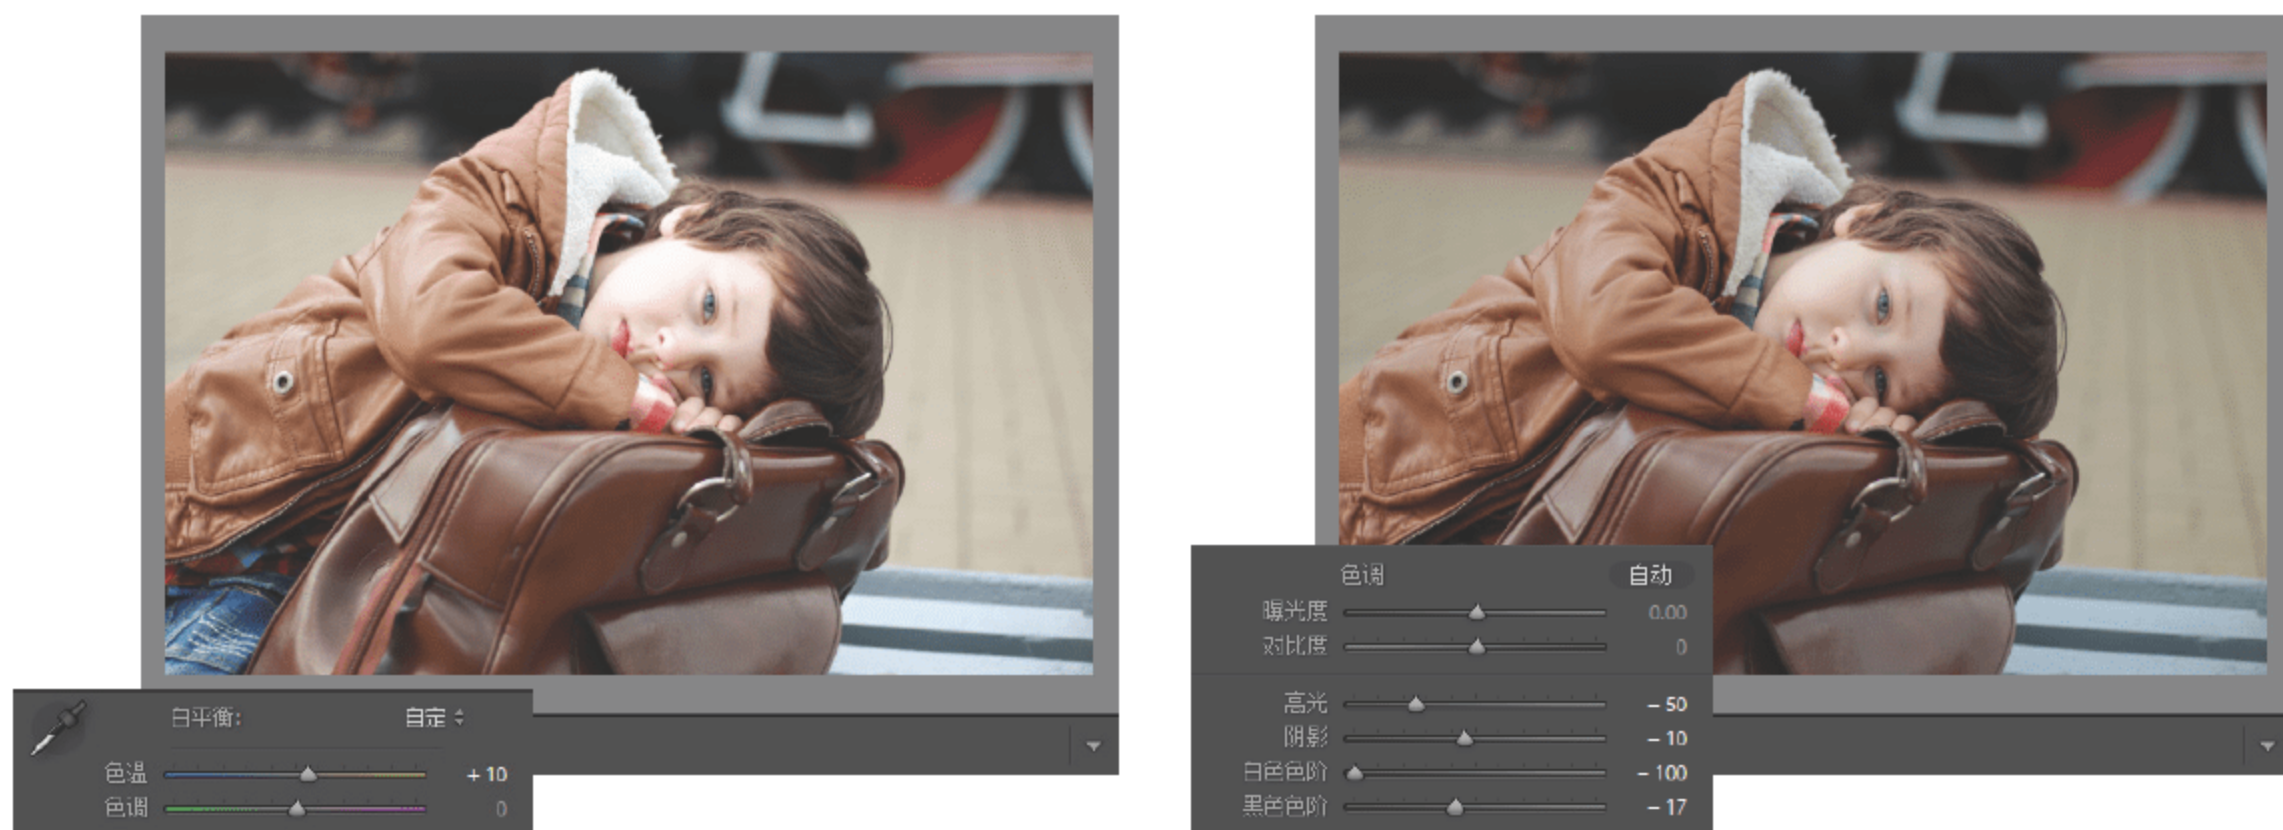 白平衡:
自定
色温 +10
色调 0
色调 自动
曝光度 0.00
对比度 0
高光 – 50
阴影 – 10
白色色阶 – 100
黑色色阶 – 17